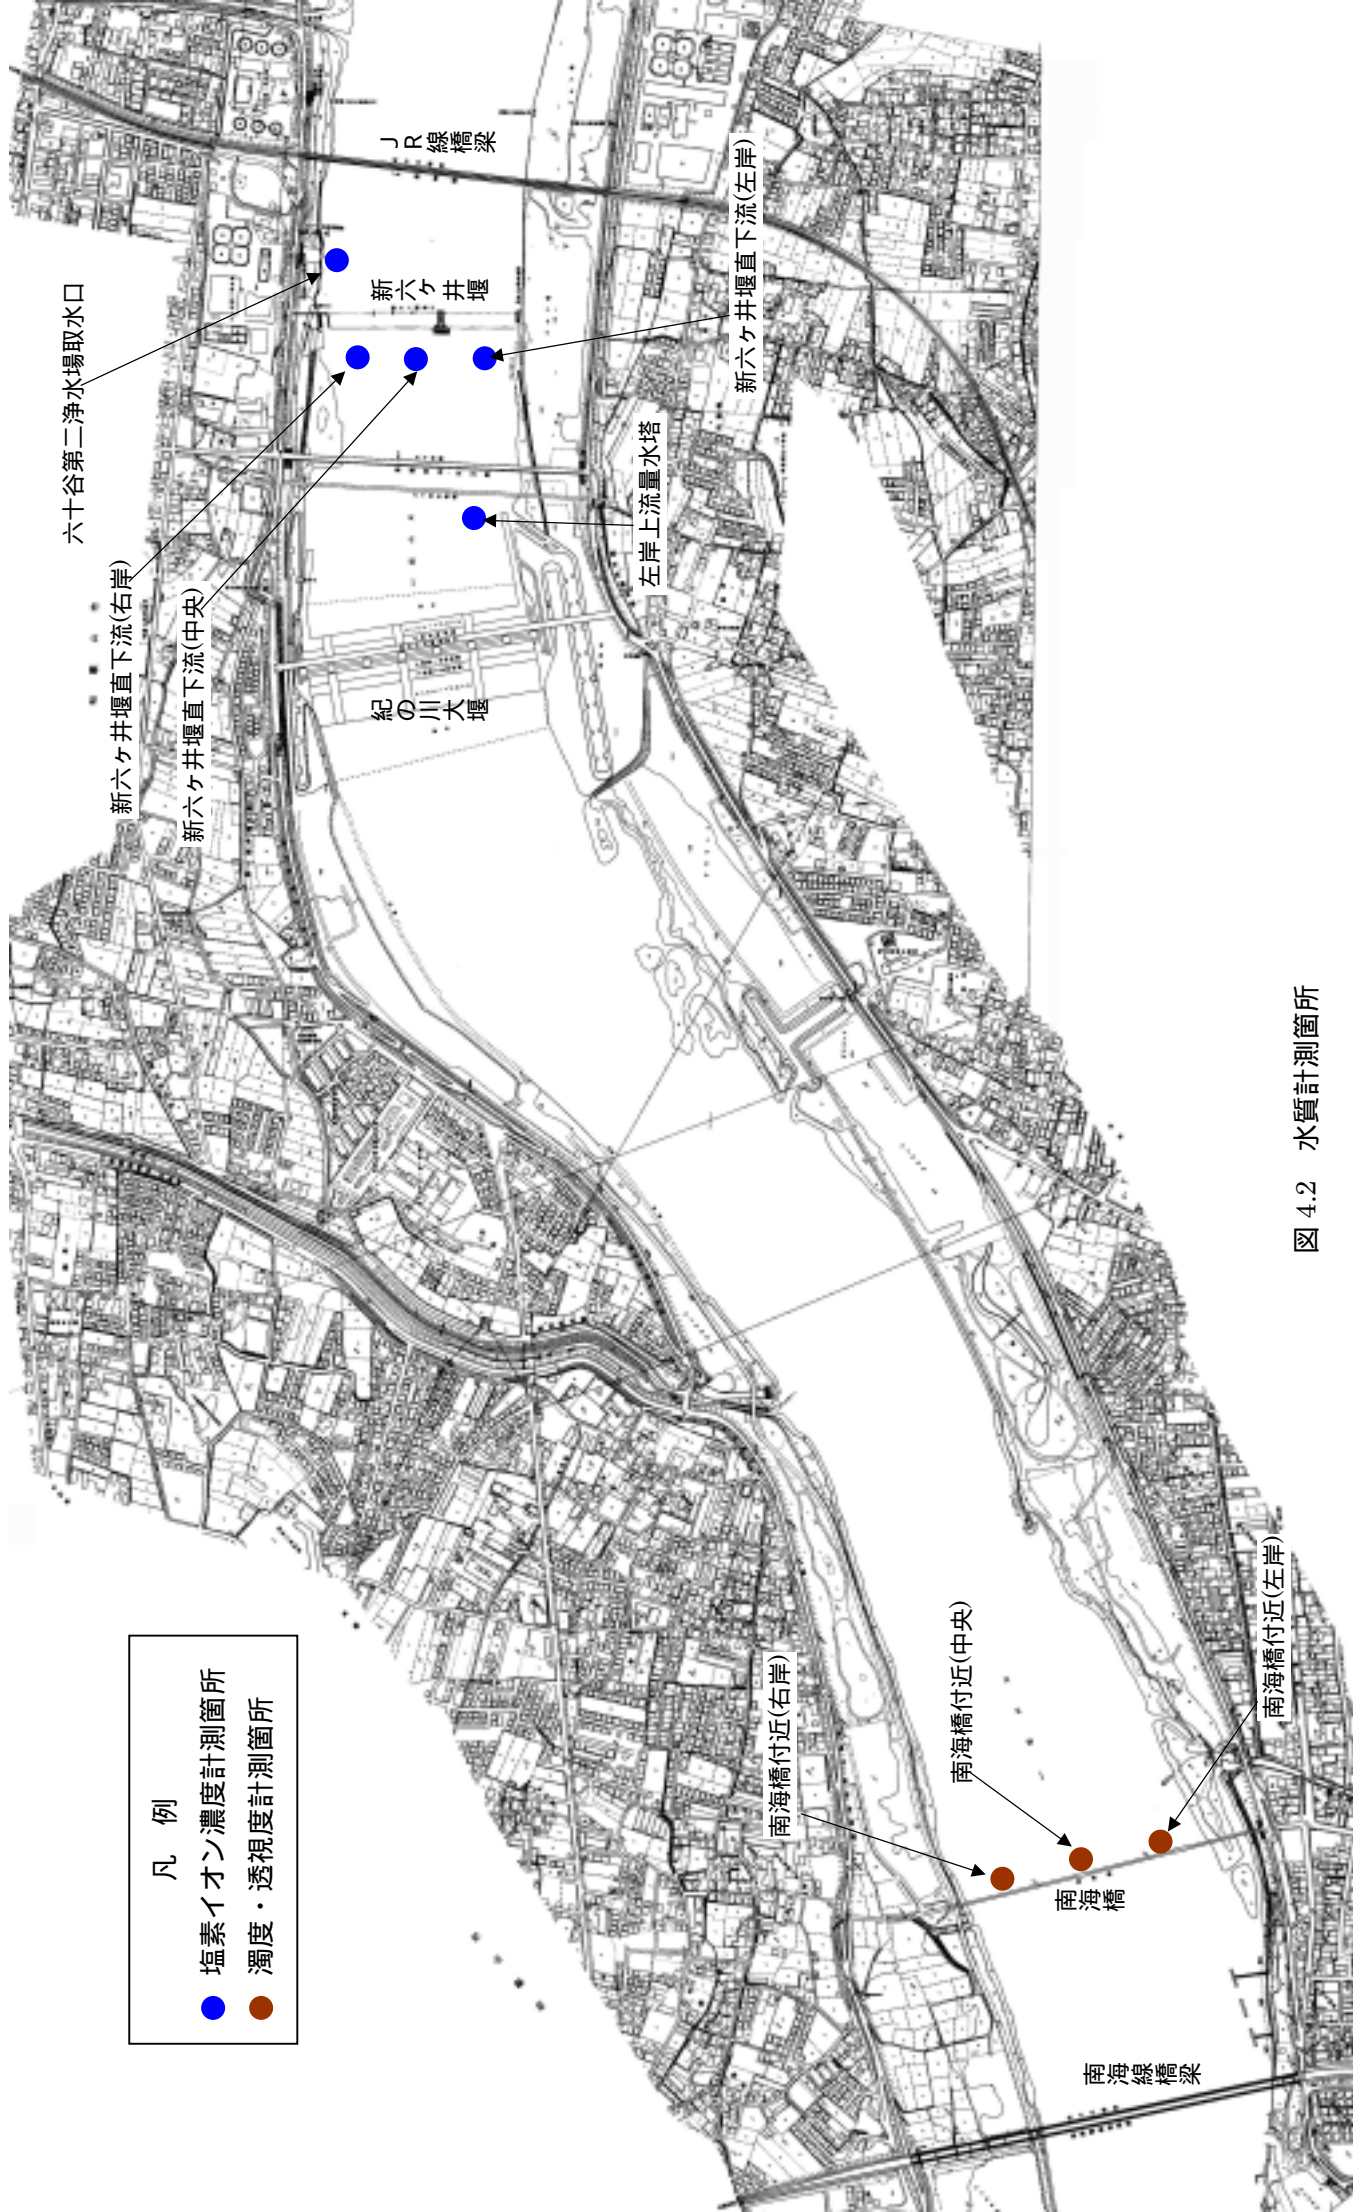 凡 例
塩素イオン濃度計測箇所
濁度・透視度計測箇所
六十谷第二浄水場取水口
新六ヶ井堰直下流(右岸)
新六ヶ井堰直下流(中央)
新六ヶ井堰直下流(左岸)
左岸上流量水塔
JR線橋梁
新六ヶ井堰
紀の川大堰
南海橋付近(右岸)
南海橋付近(中央)
南海橋付近(左岸)
南海橋
南海線橋梁
図 4.2 水質計測箇所